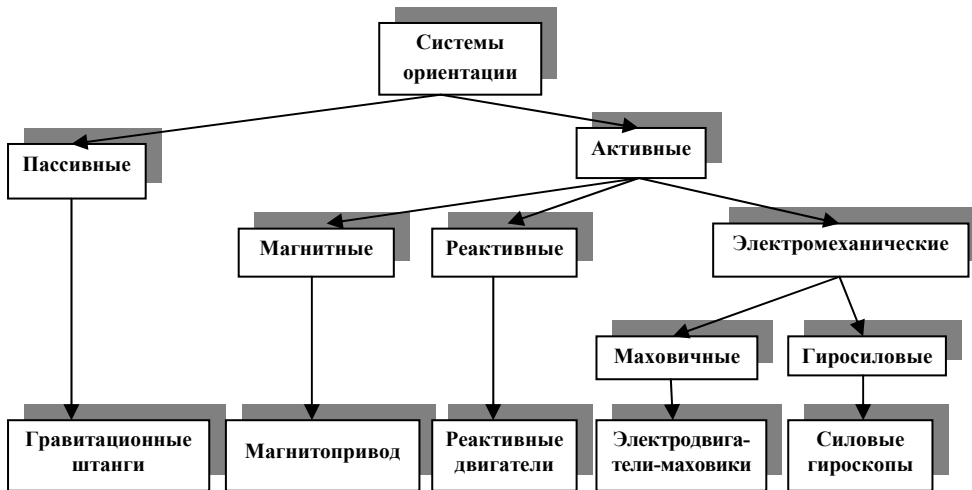 Системы
ориентации
Пассивные
Активные
Магнитные
Реактивные
Электромеханические
Маховичные
Гиросиловые
Гравитационные
штанги
Магнитопривод
Реактивные
двигатели
Электродвига-
тели-маховики
Силовые
гироскопы